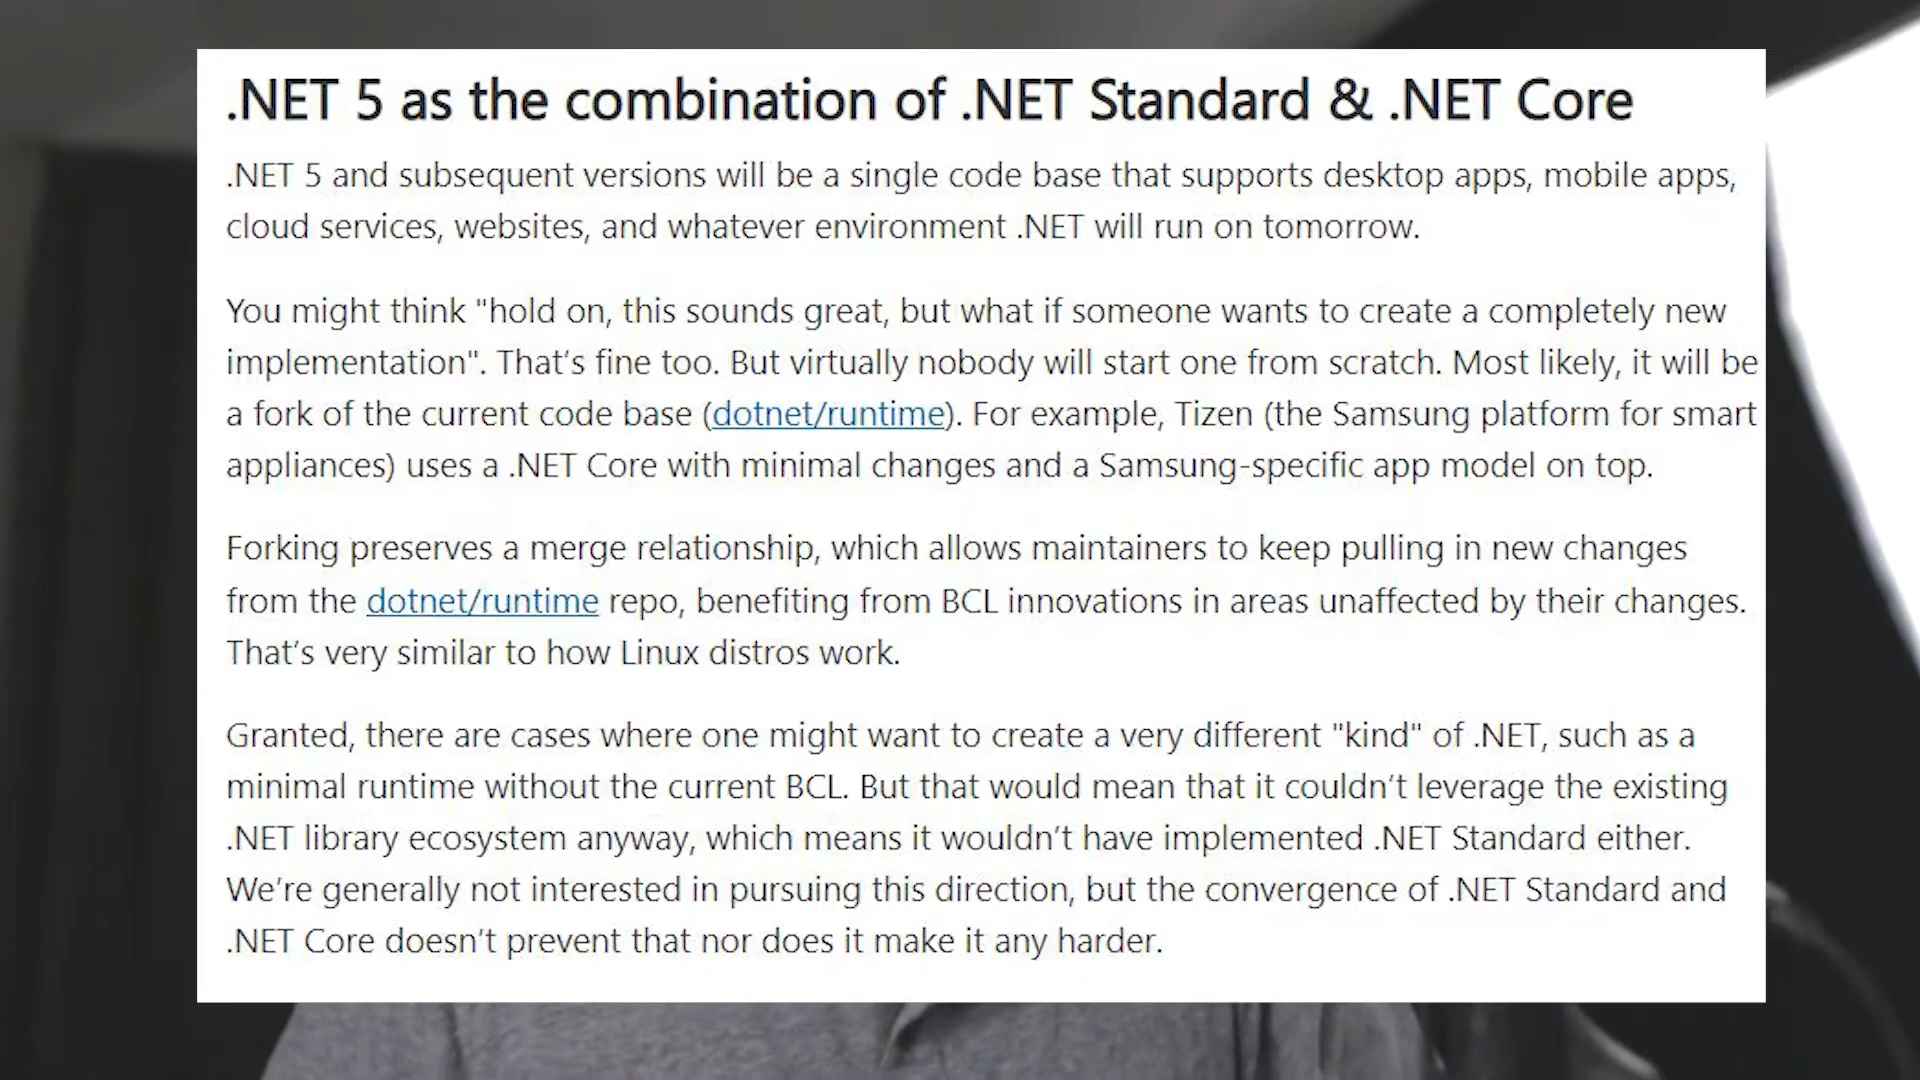 .NET 5 as the combination of .NET Standard & .NET Core
.NET 5 and subsequent versions will be a single code base that supports desktop apps, mobile apps,
cloud services, websites, and whatever environment .NET will run on tomorrow.
You might think "hold on, this sounds great, but what if someone wants to create a completely new
implementation". That’s fine too. But virtually nobody will start one from scratch. Most likely, it will be
a fork of the current code base (dotnet/runtime). For example, Tizen (the Samsung platform for smart
appliances) uses a .NET Core with minimal changes and a Samsung-specific app model on top.
Forking preserves a merge relationship, which allows maintainers to keep pulling in new changes
from the dotnet/runtime repo, benefiting from BCL innovations in areas unaffected by their changes.
That’s very similar to how Linux distros work.
Granted, there are cases where one might want to create a very different "kind" of .NET, such as a
minimal runtime without the current BCL. But that would mean that it couldn’t leverage the existing
.NET library ecosystem anyway, which means it wouldn’t have implemented .NET Standard either.
We’re generally not interested in pursuing this direction, but the convergence of .NET Standard and
.NET Core doesn’t prevent that nor does it make it any harder.